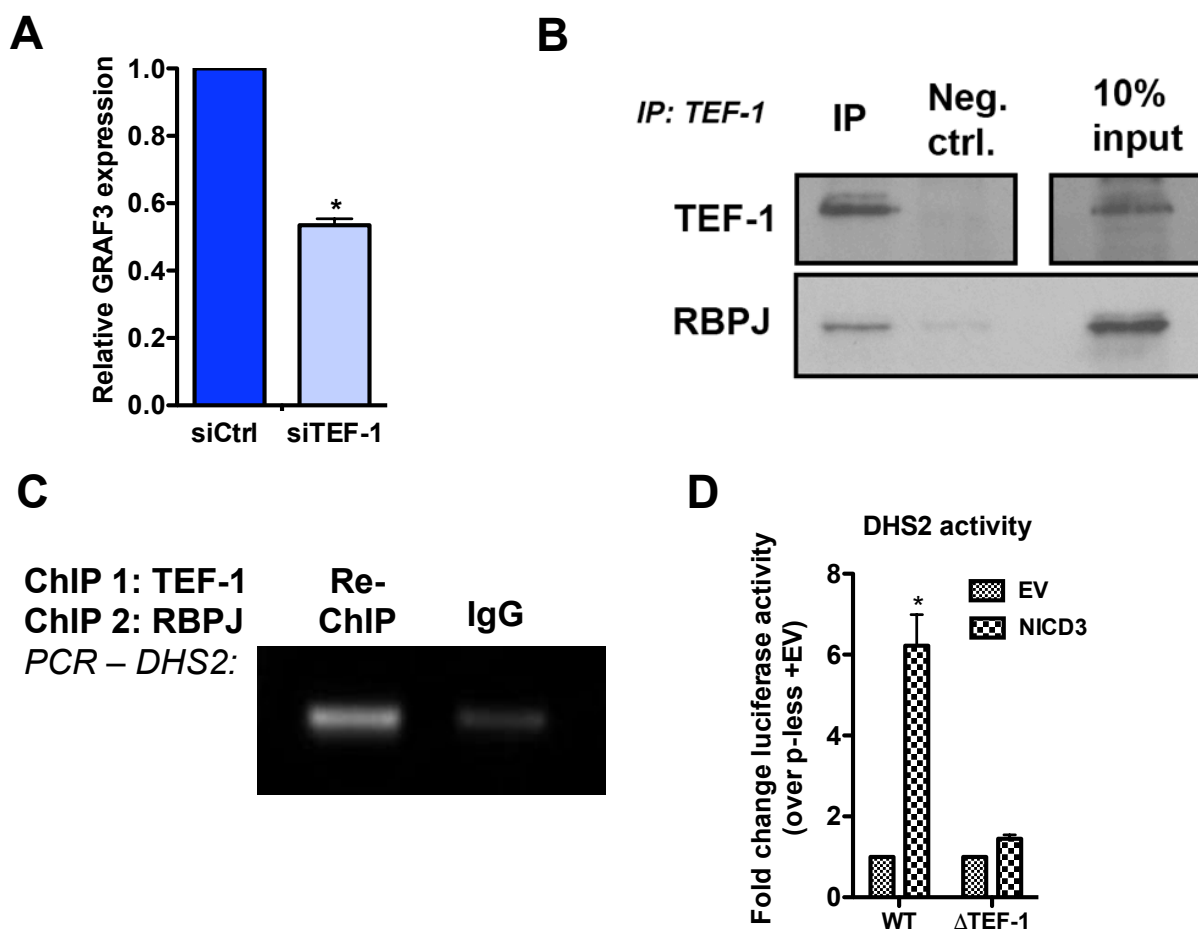 A
Relative GRAF3 expression
1.0
0.8
0.6
0.4
0.2
0.0
*
siCtrl siTEF-1
B
IP: TEF-1
IP
Neg.
ctrl.
10%
input
TEF-1
RBPJ
C
ChIP 1: TEF-1
ChIP 2: RBPJ
PCR – DHS2:
Re-
ChIP
IgG
D
DHS2 activity
Fold change luciferase activity
(over p-less +EV)
8
6
4
2
0
*
EV
NICD3
WT ΔTEF-1